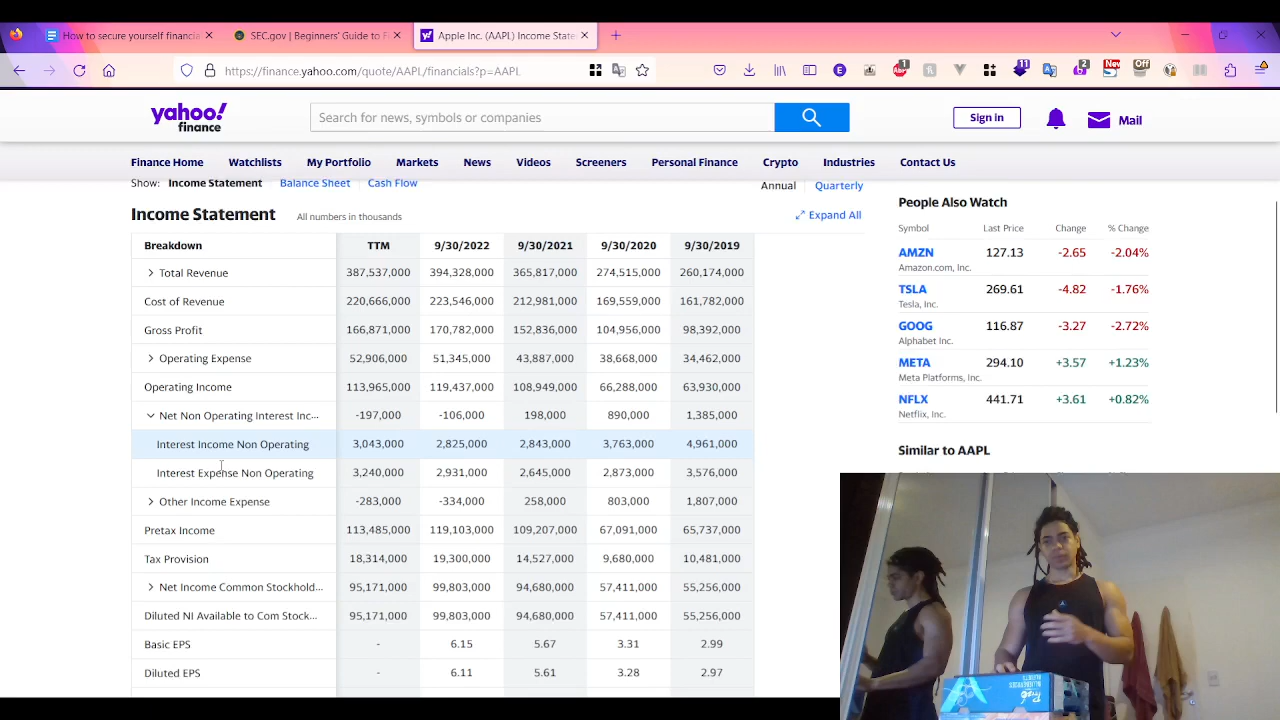 How to secure yourself financia
SEC.gov | Beginners' Guide to F
Apple Inc. (AAPL) Income State
https://finance.yahoo.com/quote/AAPL/financials?p=AAPL
yahoo!
finance
Search for news, symbols or companies
Sign in
Mail
Finance Home Watchlists My Portfolio Markets News Videos Screeners Personal Finance Crypto Industries Contact Us
Show: Income Statement Balance Sheet Cash Flow
Annual Quarterly
Income Statement All numbers in thousands
Expand All
Breakdown TTM 9/30/2022 9/30/2021 9/30/2020 9/30/2019
Total Revenue 387,537,000 394,328,000 365,817,000 274,515,000 260,174,000
Cost of Revenue 220,666,000 223,546,000 212,981,000 169,559,000 161,782,000
Gross Profit 166,871,000 170,782,000 152,836,000 104,956,000 98,392,000
Operating Expense 52,906,000 51,345,000 43,887,000 38,668,000 34,462,000
Operating Income 113,965,000 119,437,000 108,949,000 66,288,000 63,930,000
Net Non Operating Interest Inc... -197,000 -106,000 198,000 890,000 1,385,000
Interest Income Non Operating 3,043,000 2,825,000 2,843,000 3,763,000 4,961,000
Interest Expense Non Operating 3,240,000 2,931,000 2,645,000 2,873,000 3,576,000
Other Income Expense -283,000 -334,000 258,000 803,000 1,807,000
Pretax Income 113,485,000 119,103,000 109,207,000 67,091,000 65,737,000
Tax Provision 18,314,000 19,300,000 14,527,000 9,680,000 10,481,000
Net Income Common Stockhold... 95,171,000 99,803,000 94,680,000 57,411,000 55,256,000
Diluted NI Available to Com Stock... 95,171,000 99,803,000 94,680,000 57,411,000 55,256,000
Basic EPS - 6.15 5.67 3.31 2.99
Diluted EPS - 6.11 5.61 3.28 2.97
People Also Watch
Symbol Last Price Change % Change
AMZN 127.13 -2.65 -2.04%
Amazon.com, Inc.
TSLA 269.61 -4.82 -1.76%
Tesla, Inc.
GOOG 116.87 -3.27 -2.72%
Alphabet Inc.
META 294.10 +3.57 +1.23%
Meta Platforms, Inc.
NFLX 441.71 +3.61 +0.82%
Netflix, Inc.
Similar to AAPL